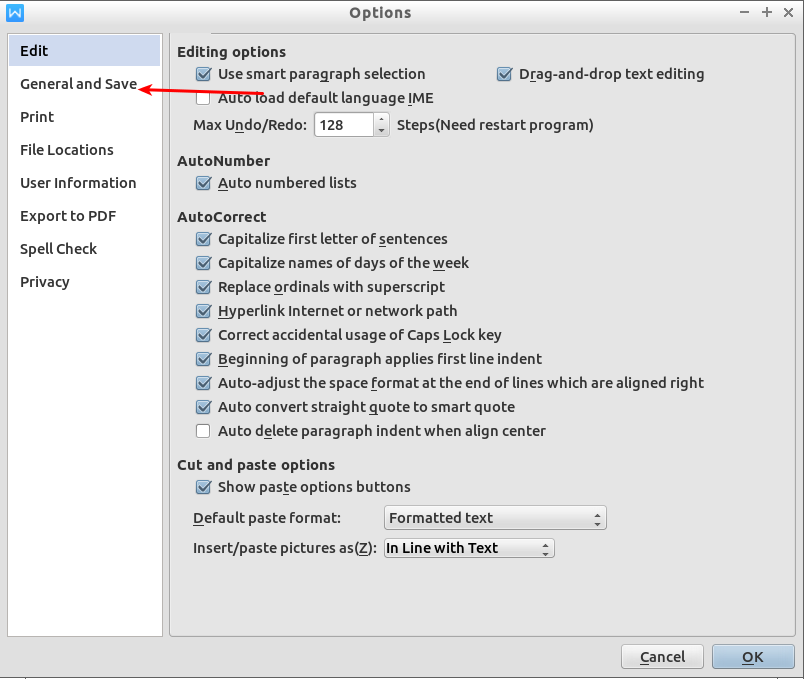 Options
Edit
General and Save
Print
File Locations
User Information
Export to PDF
Spell Check
Privacy
Editing options
Use smart paragraph selection
Drag-and-drop text editing
Auto load default language IME
Max Undo/Redo: 128 Steps(Need restart program)
AutoNumber
Auto numbered lists
AutoCorrect
Capitalize first letter of sentences
Capitalize names of days of the week
Replace ordinals with superscript
Hyperlink Internet or network path
Correct accidental usage of Caps Lock key
Beginning of paragraph applies first line indent
Auto-adjust the space format at the end of lines which are aligned right
Auto convert straight quote to smart quote
Auto delete paragraph indent when align center
Cut and paste options
Show paste options buttons
Default paste format: Formatted text
Insert/paste pictures as(Z): In Line with Text
Cancel
OK